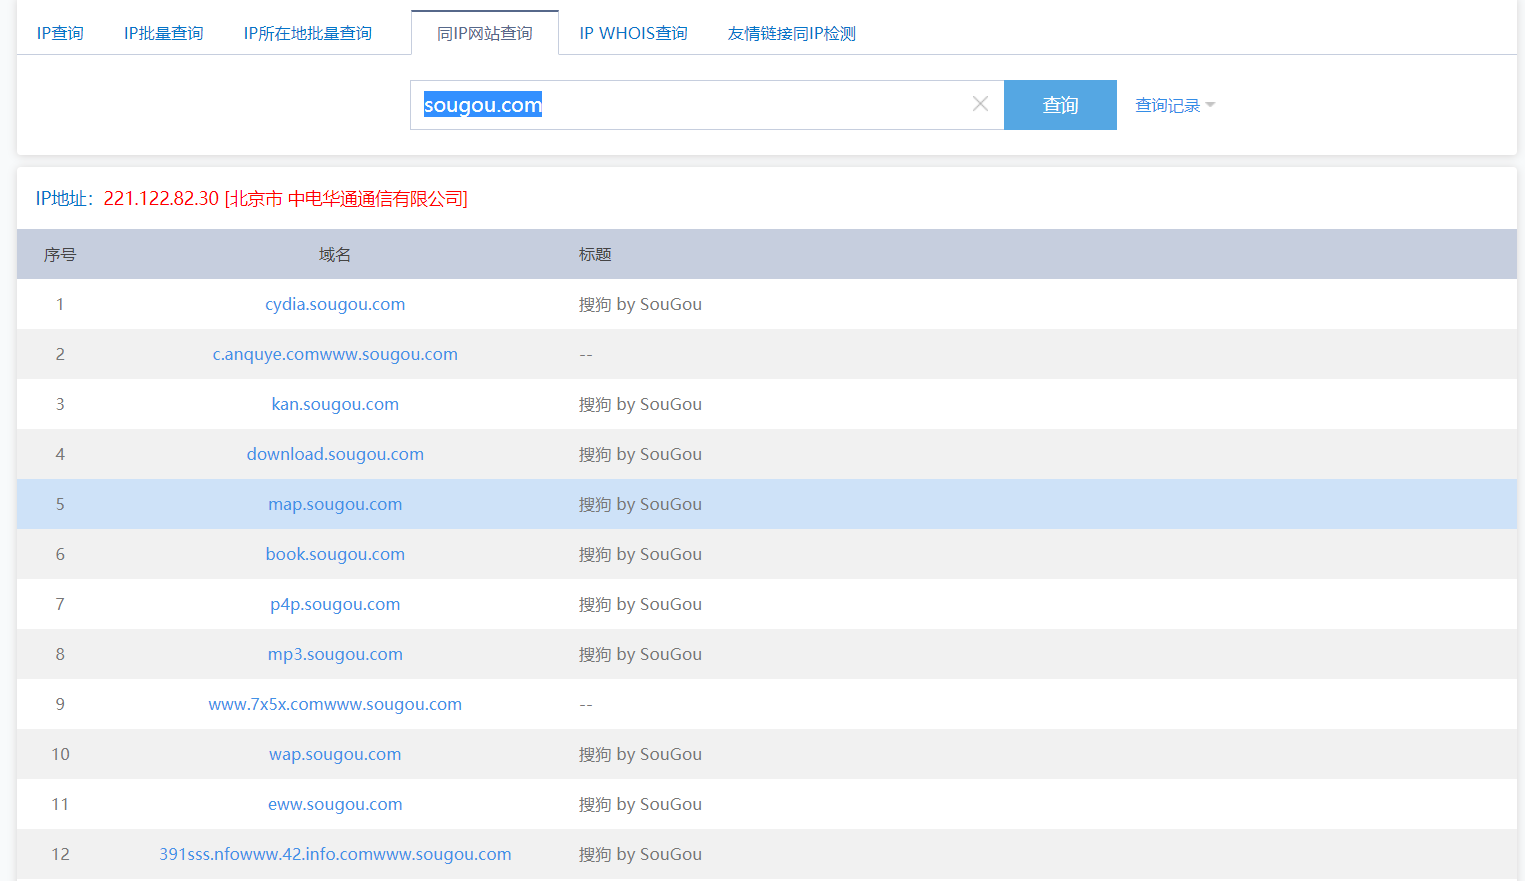 IP查询 IP批量查询 IP所在地批量查询 同IP网站查询 IP WHOIS查询 友情链接同IP检测
sougou.com 查询 查询记录
IP地址：221.122.82.30 [北京市 中电华通通信有限公司]
序号 域名 标题
1 cydia.sougou.com 搜狗 by SouGou
2 c.anquye.comwww.sougou.com --
3 kan.sougou.com 搜狗 by SouGou
4 download.sougou.com 搜狗 by SouGou
5 map.sougou.com 搜狗 by SouGou
6 book.sougou.com 搜狗 by SouGou
7 p4p.sougou.com 搜狗 by SouGou
8 mp3.sougou.com 搜狗 by SouGou
9 www.7x5x.comwww.sougou.com --
10 wap.sougou.com 搜狗 by SouGou
11 eww.sougou.com 搜狗 by SouGou
12 391sss.nfowww.42.info.comwww.sougou.com 搜狗 by SouGou